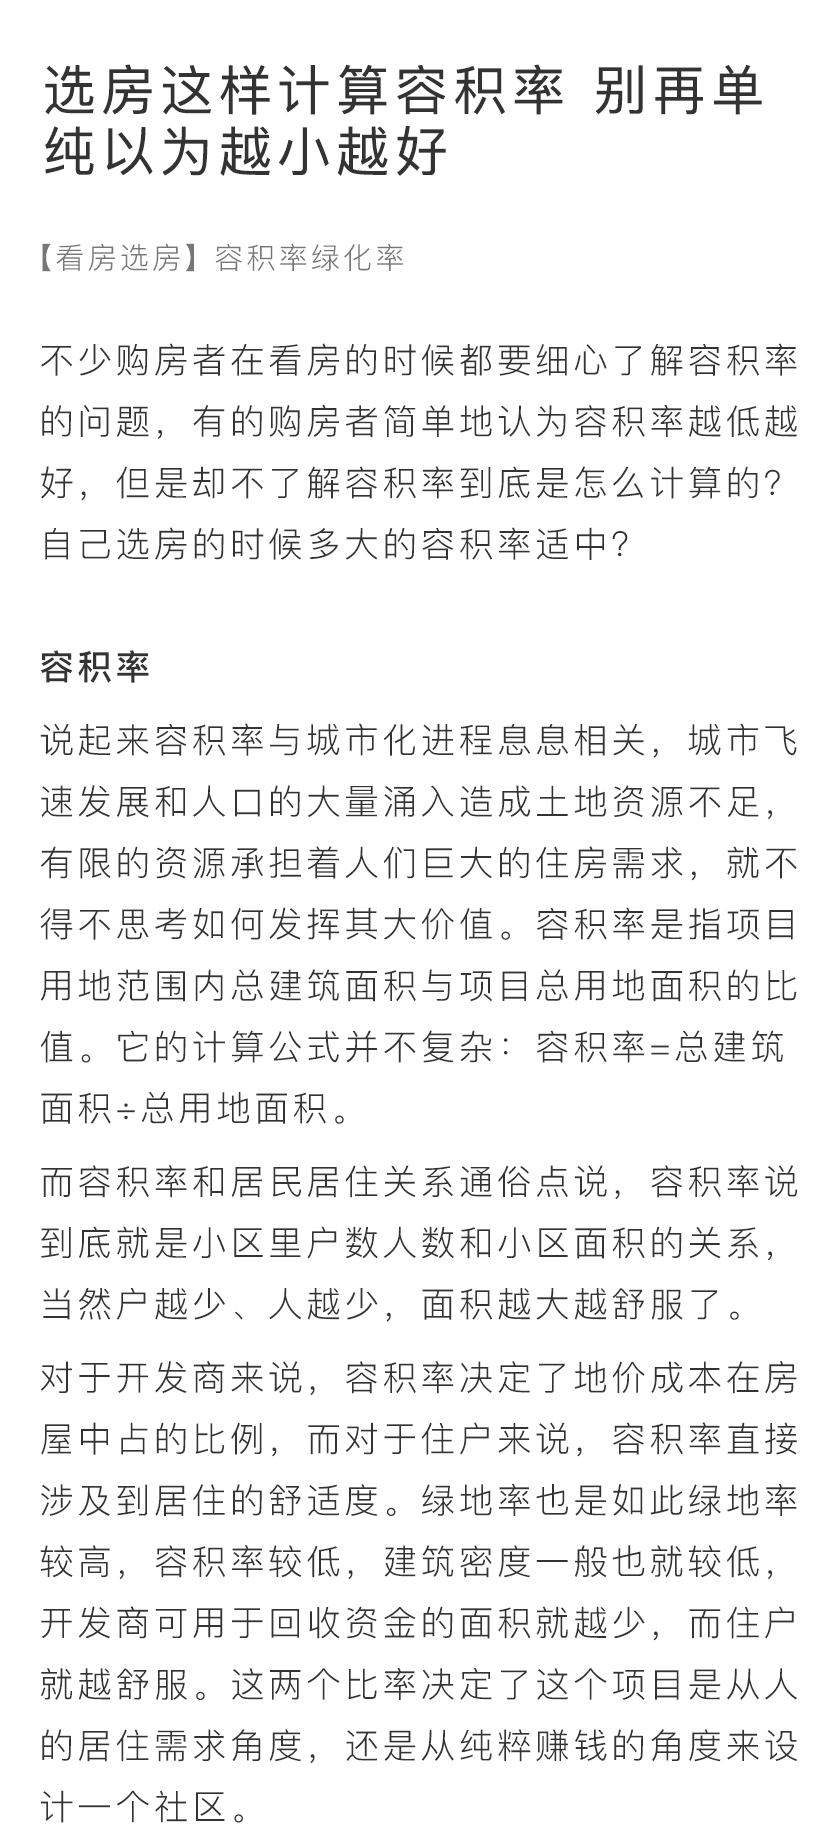 选房这样计算容积率 别再单
纯以为越小越好
【看房选房】容积率绿化率
不少购房者在看房的时候都要细心了解容积率
的问题，有的购房者简单地认为容积率越低越
好，但是却不了解容积率到底是怎么计算的？
自己选房的时候多大的容积率适中？
容积率
说起来容积率与城市化进程息息相关，城市飞
速发展和人口的大量涌入造成土地资源不足，
有限的资源承担着人们巨大的住房需求，就不
得不思考如何发挥其大价值。容积率是指项目
用地范围内总建筑面积与项目总用地面积的比
值。它的计算公式并不复杂：容积率=总建筑
面积÷总用地面积。
而容积率和居民居住关系通俗点说，容积率说
到底就是小区里户数人数和小区面积的关系，
当然户越少、人越少，面积越大越舒服了。
对于开发商来说，容积率决定了地价成本在房
屋中占的比例，而对于住户来说，容积率直接
涉及到居住的舒适度。绿地率也是如此绿地率
较高，容积率较低，建筑密度一般也就较低，
开发商可用于回收资金的面积就越少，而住户
就越舒服。这两个比率决定了这个项目是从人
的居住需求角度，还是从纯粹赚钱的角度来设
计一个社区。